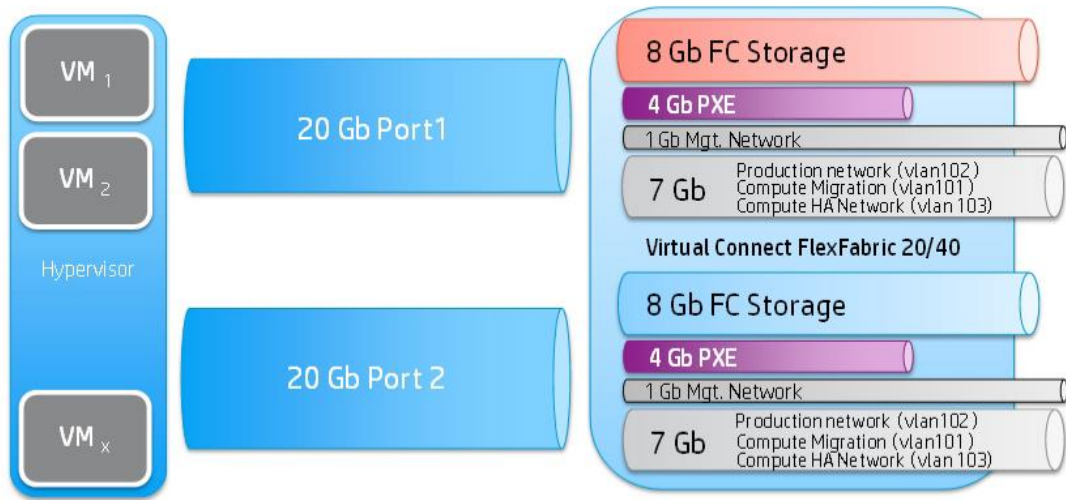 VM 1
VM 2
Hypervisor
VM x
20 Gb Port1
20 Gb Port 2
8 Gb FC Storage
4 Gb PXE
1 Gb Mgt. Network
7 Gb
Production network (vlan102)
Compute Migration (vlan101)
Compute HA Network (vlan 103)
Virtual Connect FlexFabric 20/40
8 Gb FC Storage
4 Gb PXE
1 Gb Mgt. Network
7 Gb
Production network (vlan102)
Compute Migration (vlan101)
Compute HA Network (vlan 103)